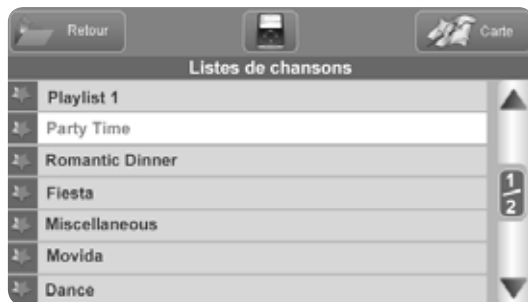 Retour
Carte
Listes de chansons
Playlist 1
Party Time
Romantic Dinner
Fiesta
1/2
Miscellaneous
Movida
Dance